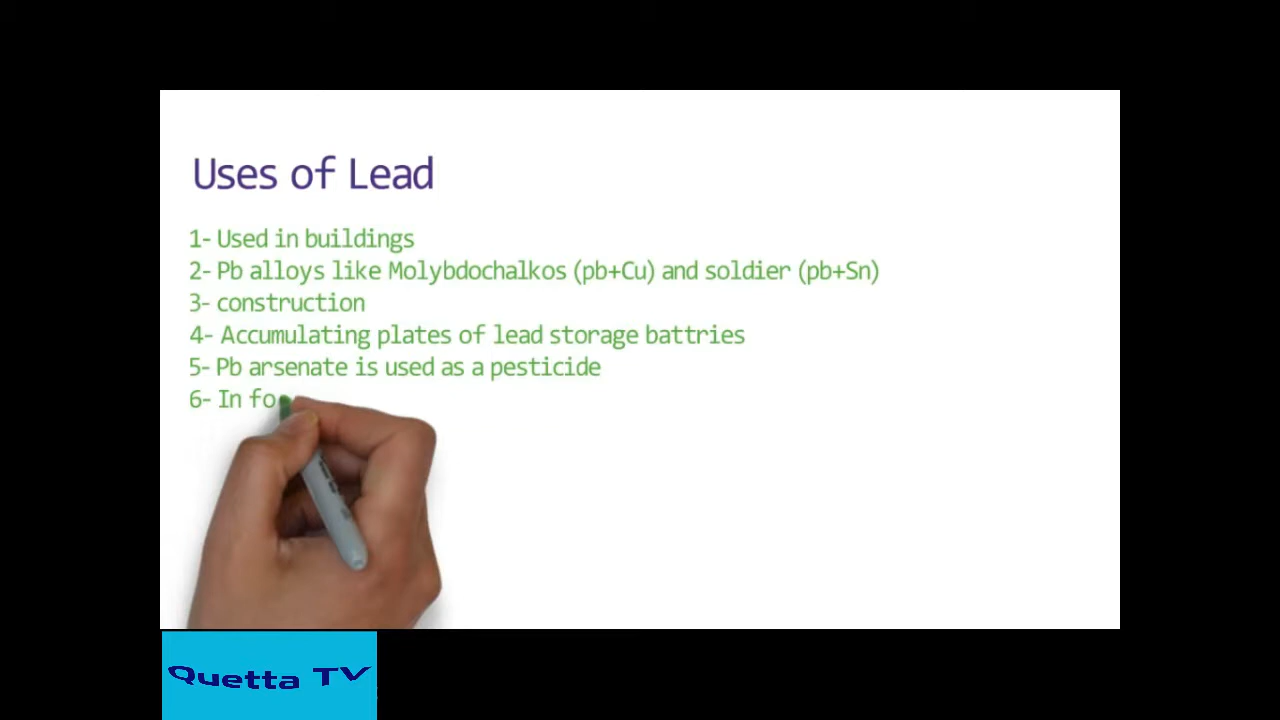 Uses of Lead
1- Used in buildings
2- Pb alloys like Molybdochalkos (pb+Cu) and soldier (pb+Sn)
3- construction
4- Accumulating plates of lead storage battries
5- Pb arsenate is used as a pesticide
6- In fo
Quetta TV